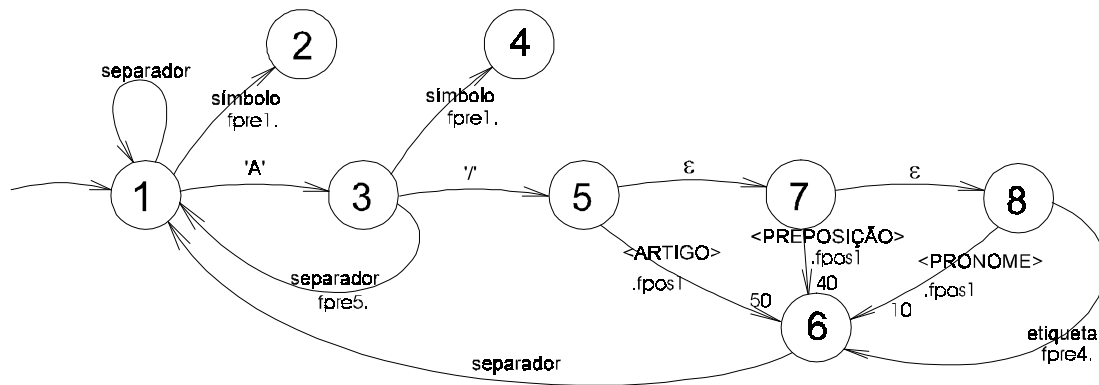 2
4
separador
símbolo
fpre1.
símbolo
fpre1.
'A'
'/'
ε
ε
1
3
5
7
8
<ARTIGO>
.fpos1
<PREPOSIÇÃO>
.fpos1
<PRONOME>
.fpos1
separador
fpre5.
50
40
10
6
etiqueta
fpre4.
separador